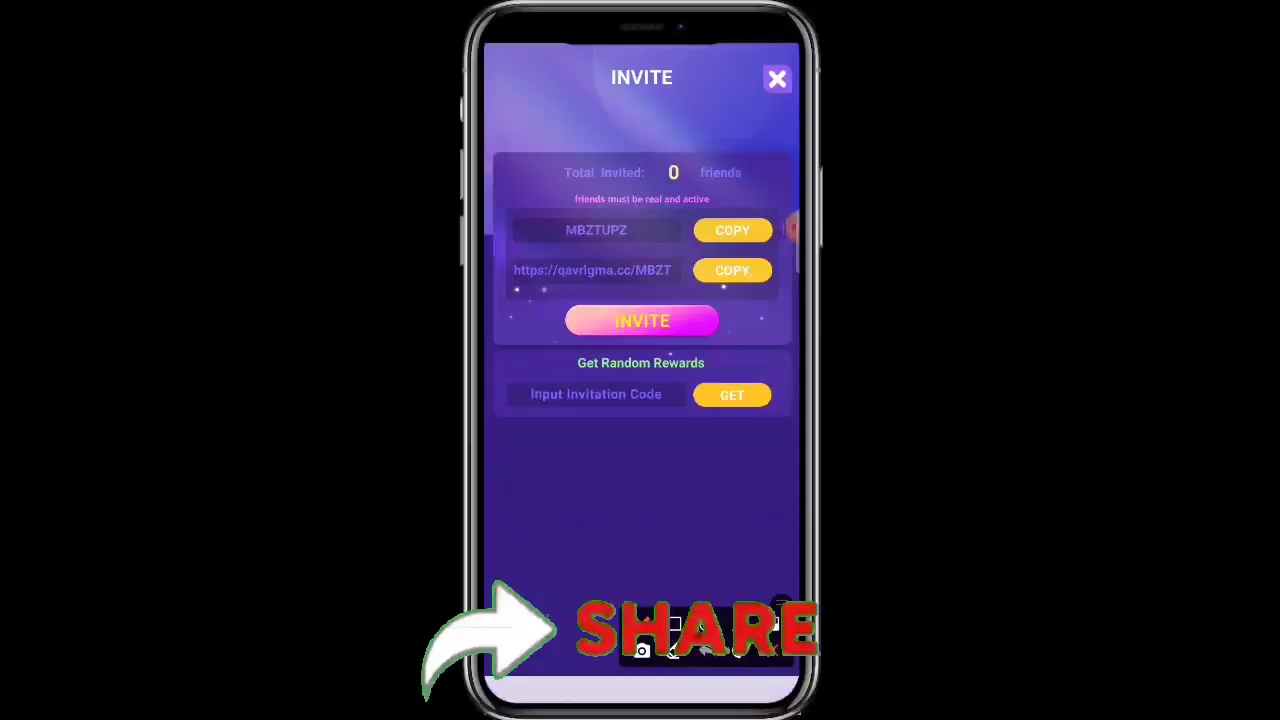 INVITE
Total Invited: 0 friends
friends must be real and active
MBZTUPZ COPY
https://qavrlgma.cc/MBZT COPY
INVITE
Get Random Rewards
Input Invitation Code GET
SHARE